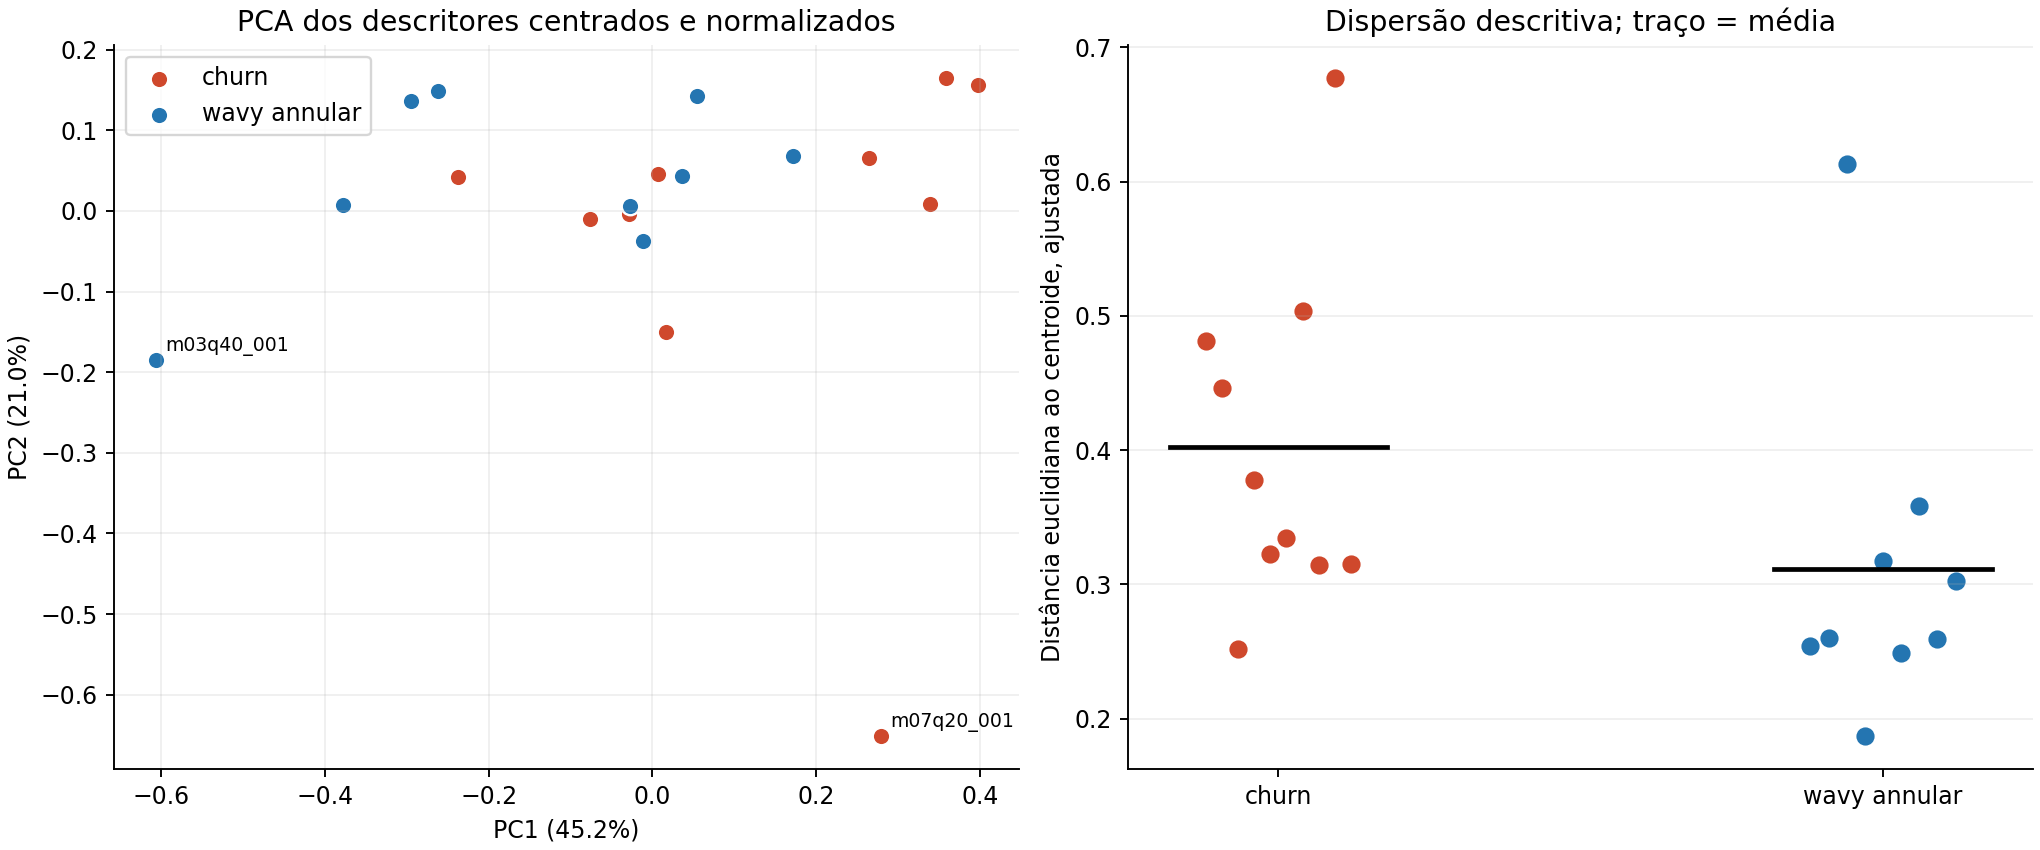 PCA dos descritores centrados e normalizados
churn
wavy annular
0.2
0.1
0.0
−0.1
−0.2
−0.3
−0.4
−0.5
−0.6
PC2 (21.0%)
m03q40_001
m07q20_001
−0.6
−0.4
−0.2
0.0
0.2
0.4
PC1 (45.2%)
Dispersão descritiva; traço = média
0.7
0.6
0.5
0.4
0.3
0.2
Distância euclidiana ao centroide, ajustada
churn
wavy annular